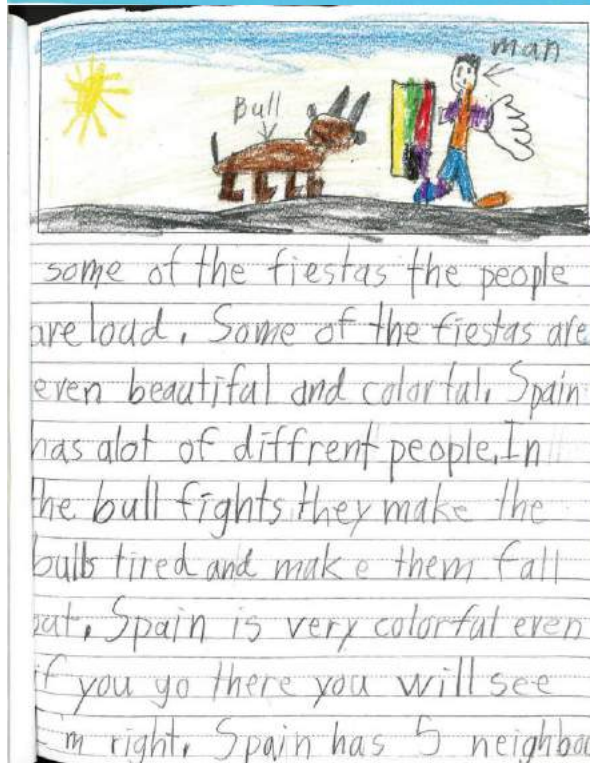 man
Bull
some of the fiestas the people
are loud. Some of the fiestas are
even beautiful and colorful. Spain
has alot of diffrent people. In
the bull fights they make the
bulls tired and make them fall
out. Spain is very colorful even
if you go there you will see
I'm right. Spain has 5 neighbo